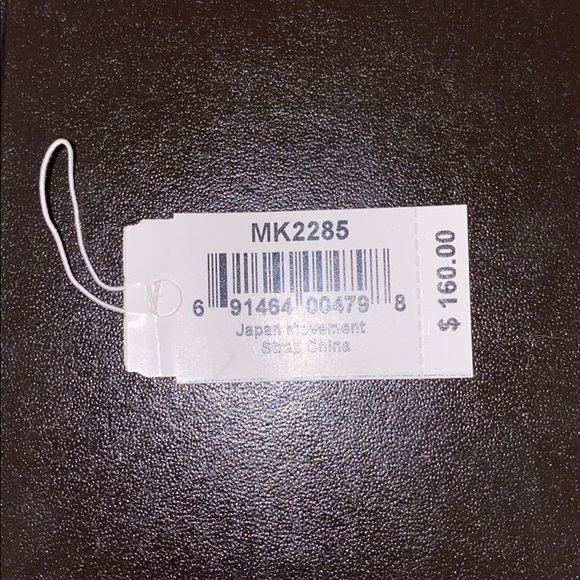 MK2285
6 91464 00479 8
Japan Movement
Strap China
$ 160.00